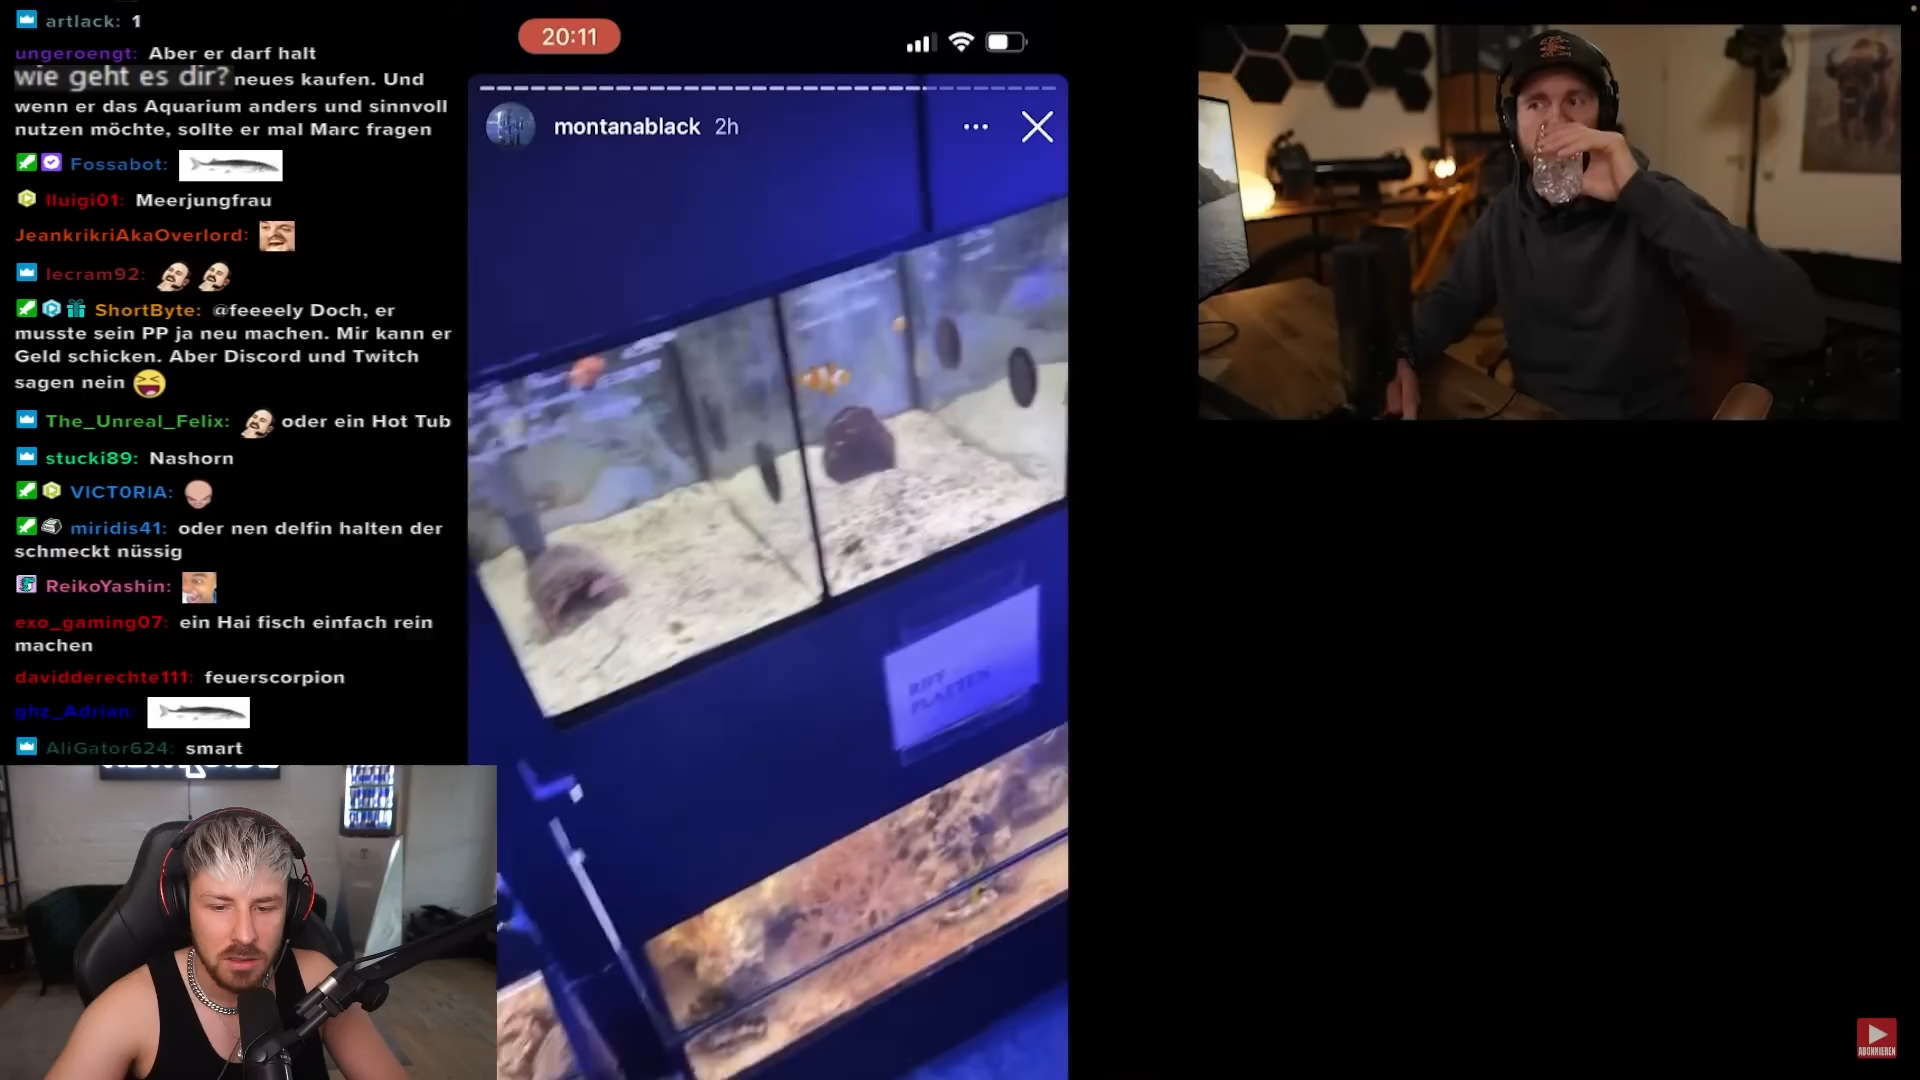 artlack: 1
ungeroengt: Aber er darf halt
wie geht es dir? neues kaufen. Und
wenn er das Aquarium anders und sinnvoll
nutzen möchte, sollte er mal Marc fragen
Fossabot:
lluigi01: Meerjungfrau
JeankrikriAkaOverlord:
lecram92:
ShortByte: @feeeely Doch, er
musste sein PP ja neu machen. Mir kann er
Geld schicken. Aber Discord und Twitch
sagen nein
The_Unreal_Felix: oder ein Hot Tub
stucki89: Nashorn
VICTORIA:
miridis41: oder nen delfin halten der
schmeckt nüssig
ReikoYashin:
exo_gaming07: ein Hai fisch einfach rein
machen
davidderechte111: feuerscorpion
ghz_Adrian:
AliGator624: smart
20:11
montanablack 2h
RIFF
PLATTEN
ABONNIEREN